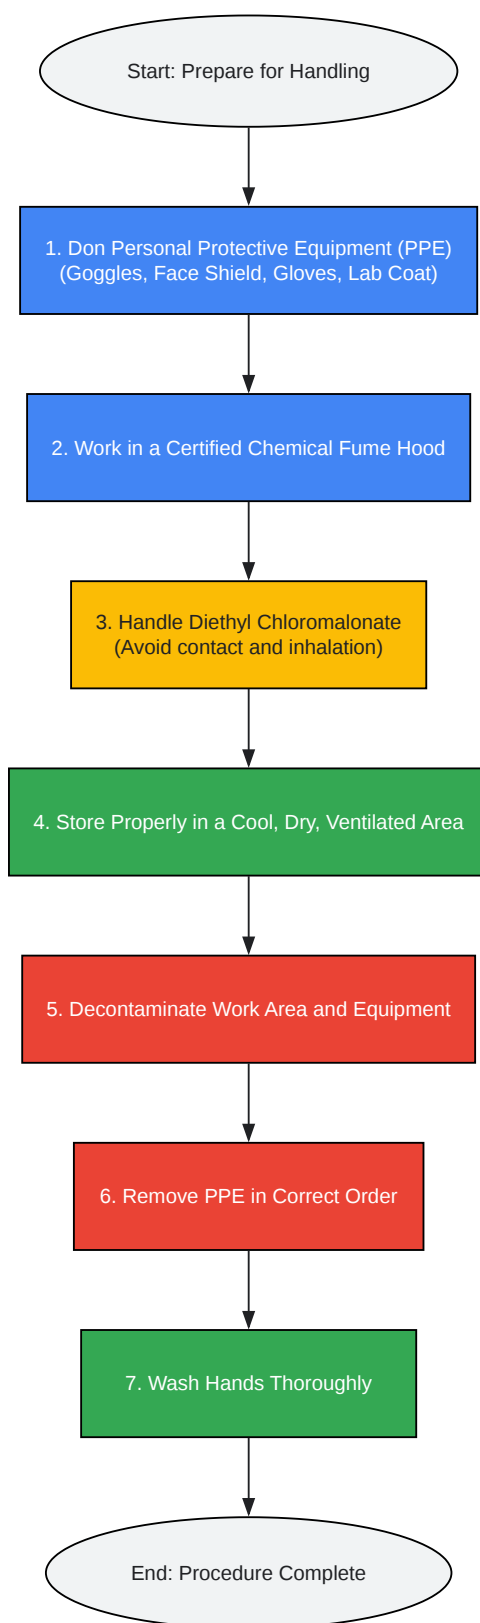 Start: Prepare for Handling
1. Don Personal Protective Equipment (PPE)
(Goggles, Face Shield, Gloves, Lab Coat)
2. Work in a Certified Chemical Fume Hood
3. Handle Diethyl Chloromalonate
(Avoid contact and inhalation)
4. Store Properly in a Cool, Dry, Ventilated Area
5. Decontaminate Work Area and Equipment
6. Remove PPE in Correct Order
7. Wash Hands Thoroughly
End: Procedure Complete